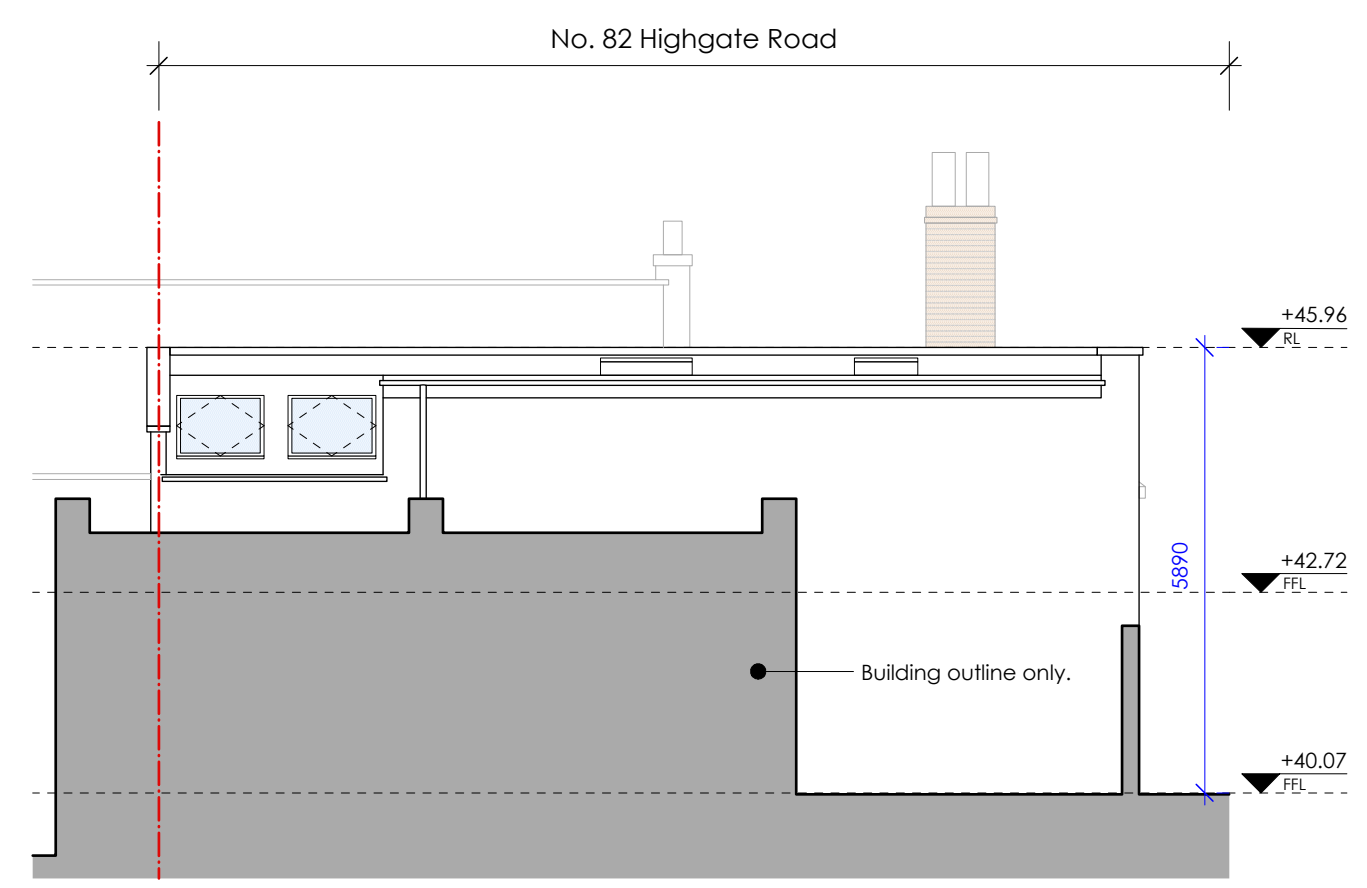 No. 82 Highgate Road
+45.96
RL
5890
+42.72
FFL
Building outline only.
+40.07
FFL